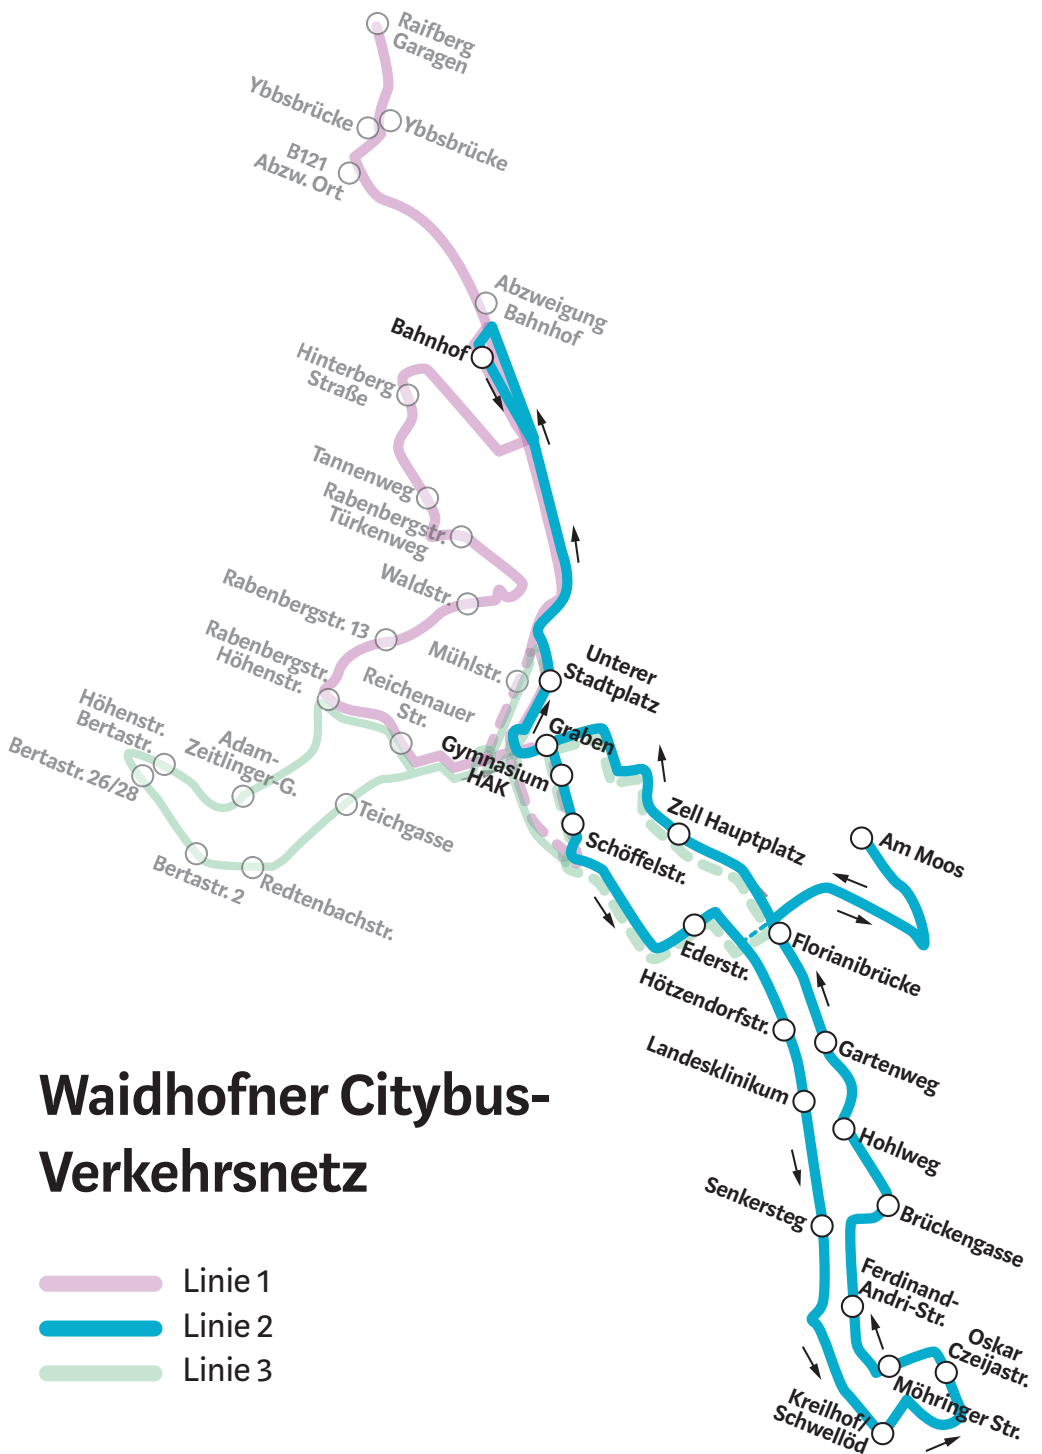 Raifberg
Garagen
Ybbsbrücke
Ybbsbrücke
B121
Abzw. Ort
Abzweigung
Bahnhof
Bahnhof
Hinterberg
Straße
Tannenweg
Rabenbergstr.
Türkenweg
Waldstr.
Rabenbergstr. 13
Rabenbergstr.
Höhenstr.
Mühlstr.
Reichenauer
Str.
Unterer
Stadtplatz
Höhenstr.
Bertastr.
Adam-
Zeitlinger-G.
Bertastr. 26/28
Graben
Gymnasium
HAK
Teichgasse
Zell Hauptplatz
Am Moos
Schöffelstr.
Bertastr. 2
Redtenbachstr.
Ederstr.
Florianibrücke
Hötzendorfstr.
Landesklinikum
Gartenweg
Hohlweg
Waidhofner Citybus-
Verkehrsnetz
Senkersteg
Brückengasse
Ferdinand-
Andri-Str.
Oskar
Czeijastr.
Möhringer Str.
Kreilhof/
Schwellöd
Linie 1
Linie 2
Linie 3